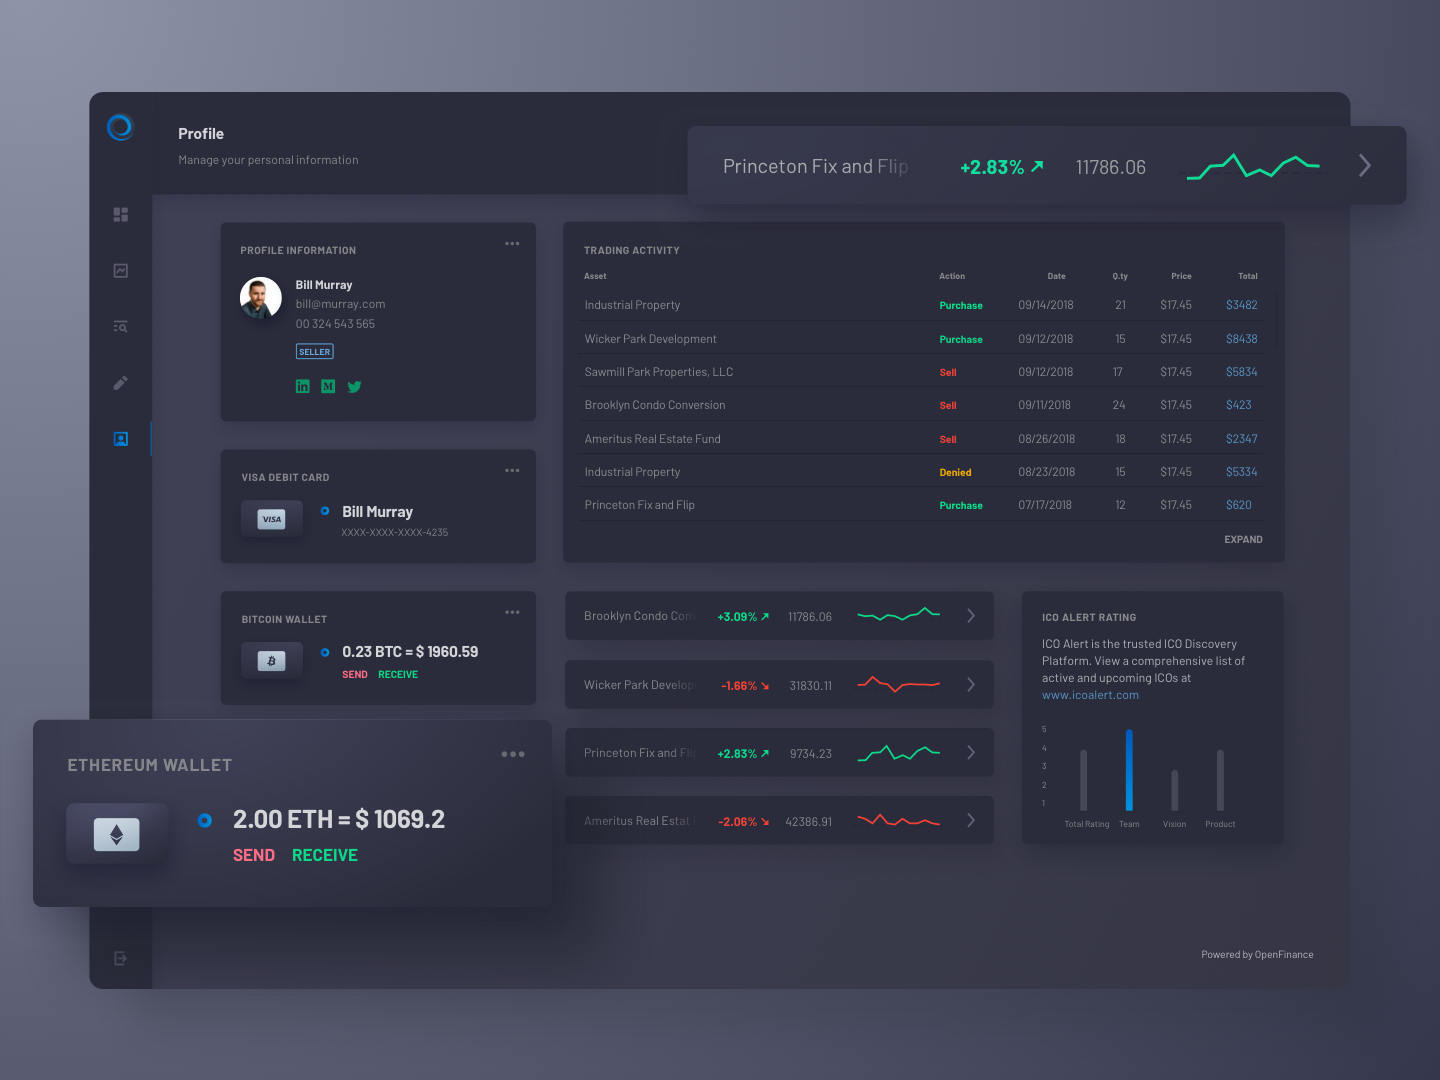 Profile
Manage your personal information
Princeton Fix and Flip +2.83% 11786.06
PROFILE INFORMATION
Bill Murray
bill@murray.com
00 324 543 565
SELLER
in M
VISA DEBIT CARD
VISA
Bill Murray
XXXX-XXXX-XXXX-4235
BITCOIN WALLET
0.23 BTC = $ 1960.59
SEND RECEIVE
ETHEREUM WALLET
2.00 ETH = $ 1069.2
SEND RECEIVE
TRADING ACTIVITY
Asset Action Date Q.ty Price Total
Industrial Property Purchase 09/14/2018 21 $17.45 $3482
Wicker Park Development Purchase 09/12/2018 15 $17.45 $8438
Sawmill Park Properties, LLC Sell 09/12/2018 17 $17.45 $5834
Brooklyn Condo Conversion Sell 09/11/2018 24 $17.45 $423
Ameritus Real Estate Fund Sell 08/26/2018 18 $17.45 $2347
Industrial Property Denied 08/23/2018 15 $17.45 $5334
Princeton Fix and Flip Purchase 07/17/2018 12 $17.45 $620
EXPAND
Brooklyn Condo Con +3.09% 11786.06
Wicker Park Develop -1.66% 31830.11
Princeton Fix and Flip +2.83% 9734.23
Ameritus Real Estat -2.06% 42386.91
ICO ALERT RATING
ICO Alert is the trusted ICO Discovery
Platform. View a comprehensive list of
active and upcoming ICOs at
www.icoalert.com
5
4
3
2
1
Total Rating Team Vision Product
Powered by OpenFinance